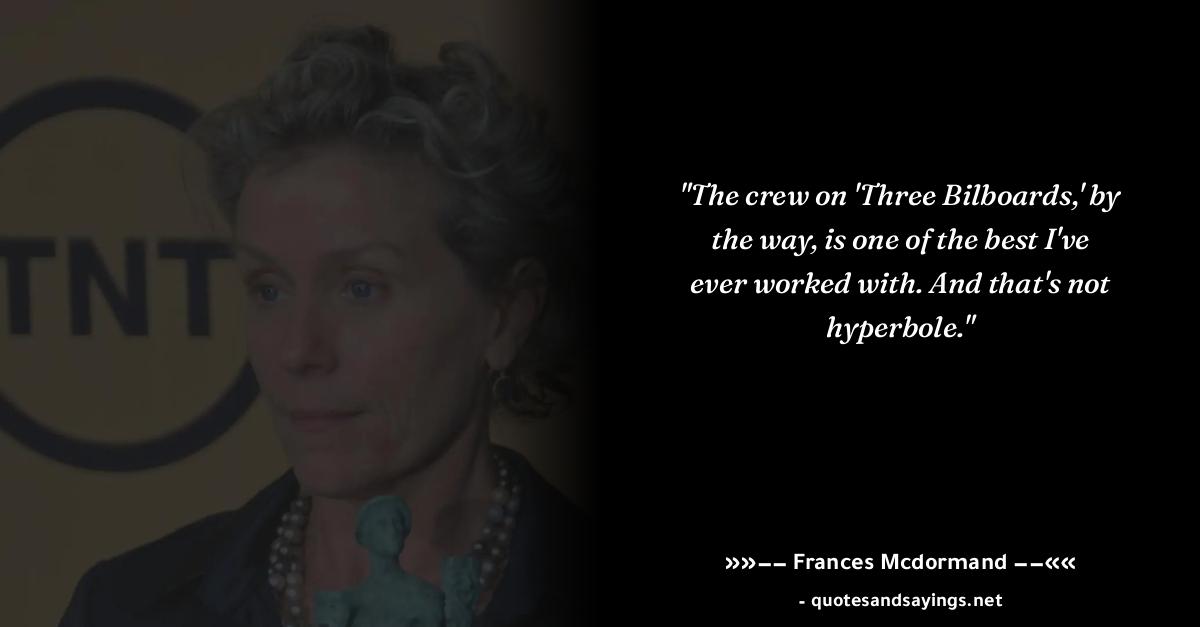 TNT
"The crew on 'Three Bilboards,' by
the way, is one of the best I've
ever worked with. And that's not
hyperbole."
»»–– Frances Mcdormand ––««
- quotesandsayings.net